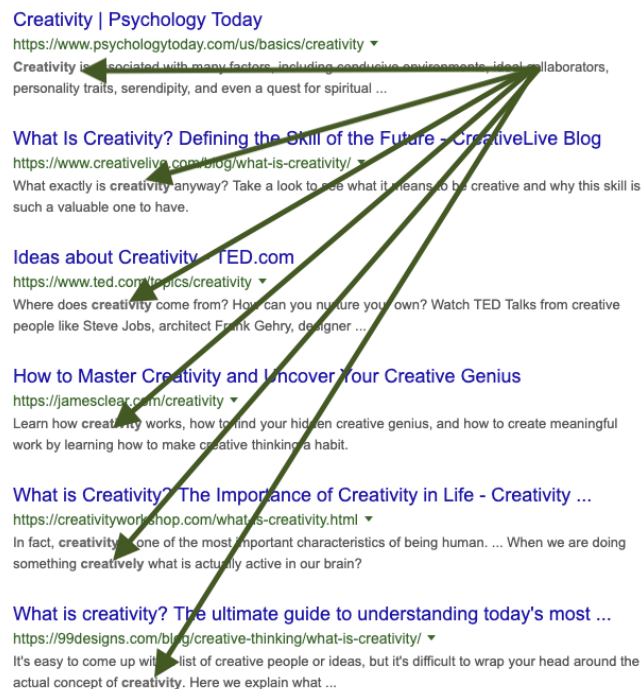 Creativity | Psychology Today
https://www.psychologytoday.com/us/basics/creativity
Creativity is associated with many factors, including conducive environments, ideal collaborators,
personality traits, serendipity, and even a quest for spiritual ...
What Is Creativity? Defining the Skill of the Future - CreativeLive Blog
https://www.creativelive.com/blog/what-is-creativity/
What exactly is creativity anyway? Take a look to see what it means to be creative and why this skill is
such a valuable one to have.
Ideas about Creativity - TED.com
https://www.ted.com/topics/creativity
Where does creativity come from? How can you nurture your own? Watch TED Talks from creative
people like Steve Jobs, architect Frank Gehry, designer ...
How to Master Creativity and Uncover Your Creative Genius
https://jamesclear.com/creativity
Learn how creativity works, how to find your hidden creative genius, and how to create meaningful
work by learning how to make creative thinking a habit.
What is Creativity? The Importance of Creativity in Life - Creativity ...
https://creativityworkshop.com/what-is-creativity.html
In fact, creativity is one of the most important characteristics of being human. ... When we are doing
something creatively what is actually active in our brain?
What is creativity? The ultimate guide to understanding today's most ...
https://99designs.com/blog/creative-thinking/what-is-creativity/
It's easy to come up with a list of creative people or ideas, but it's difficult to wrap your head around the
actual concept of creativity. Here we explain what ...